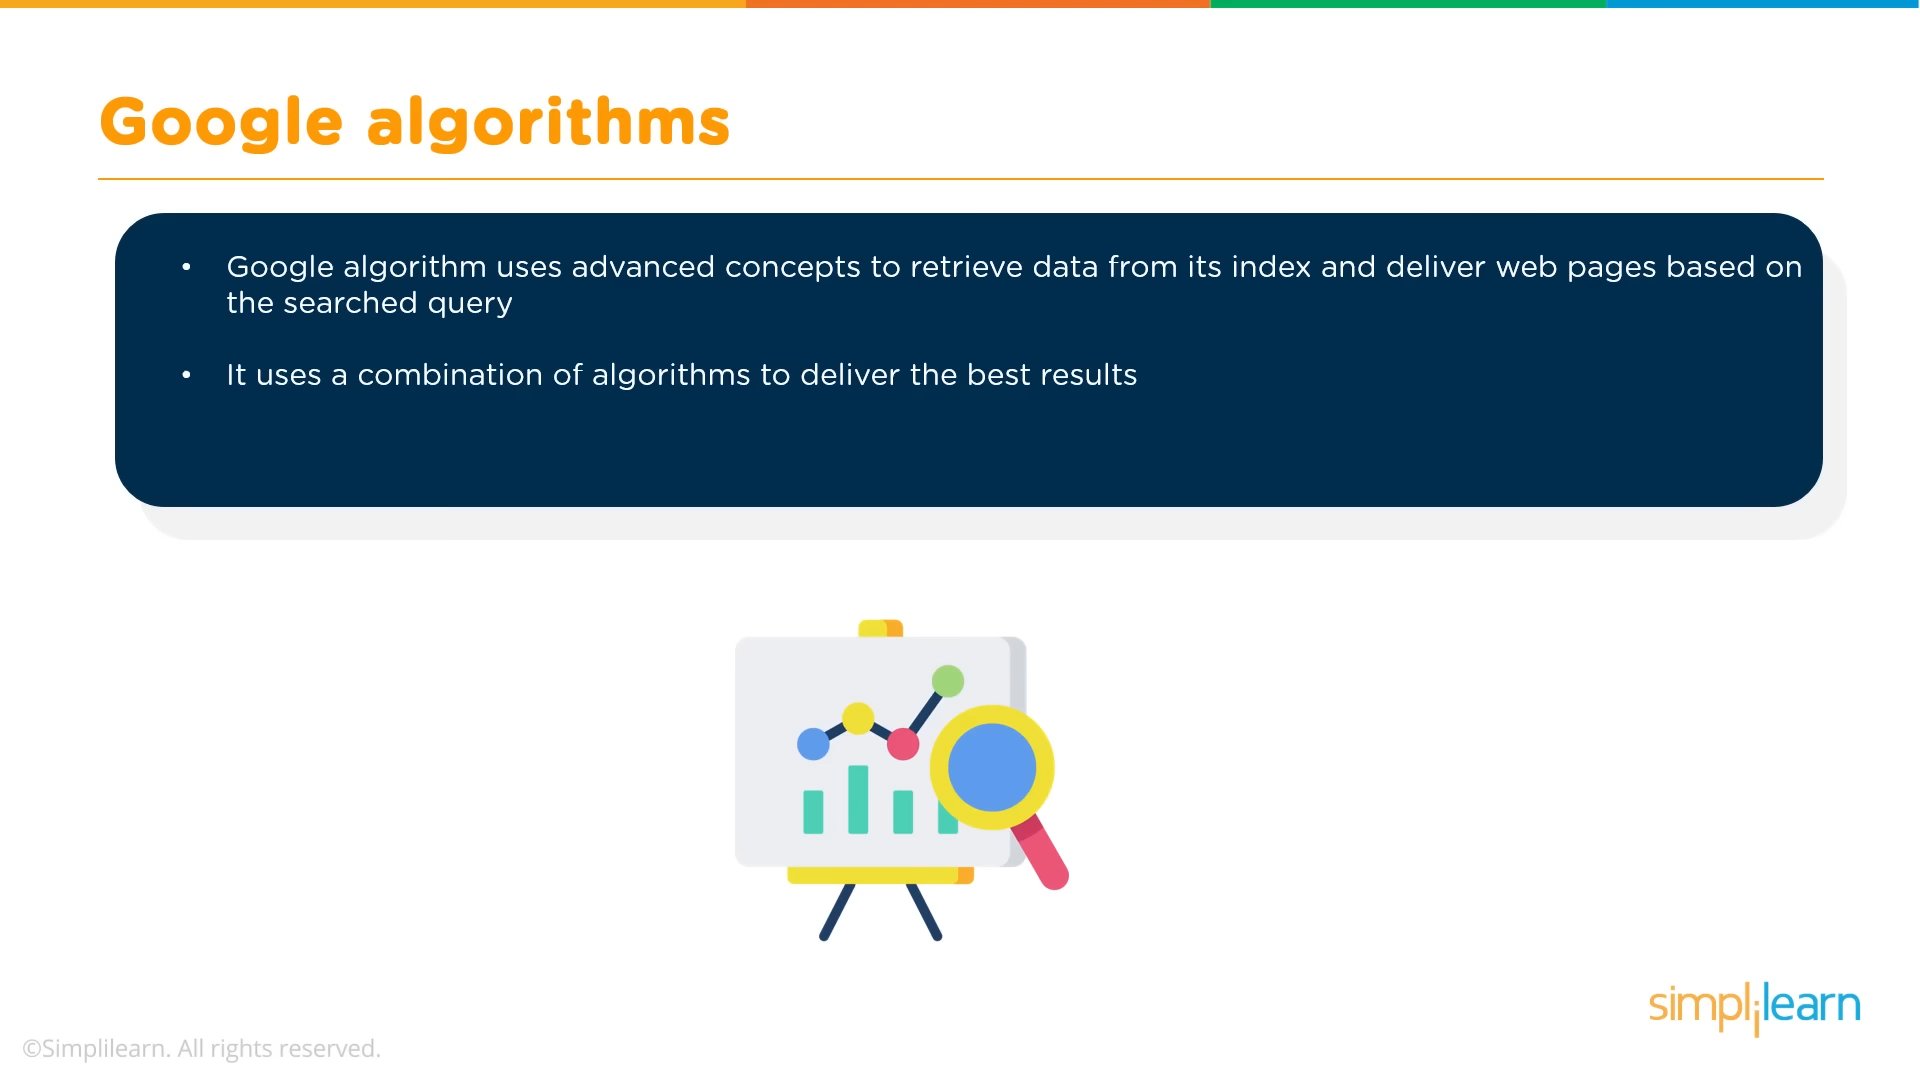 Google algorithms
• Google algorithm uses advanced concepts to retrieve data from its index and deliver web pages based on
the searched query
• It uses a combination of algorithms to deliver the best results
simplilearn
©Simplilearn. All rights reserved.